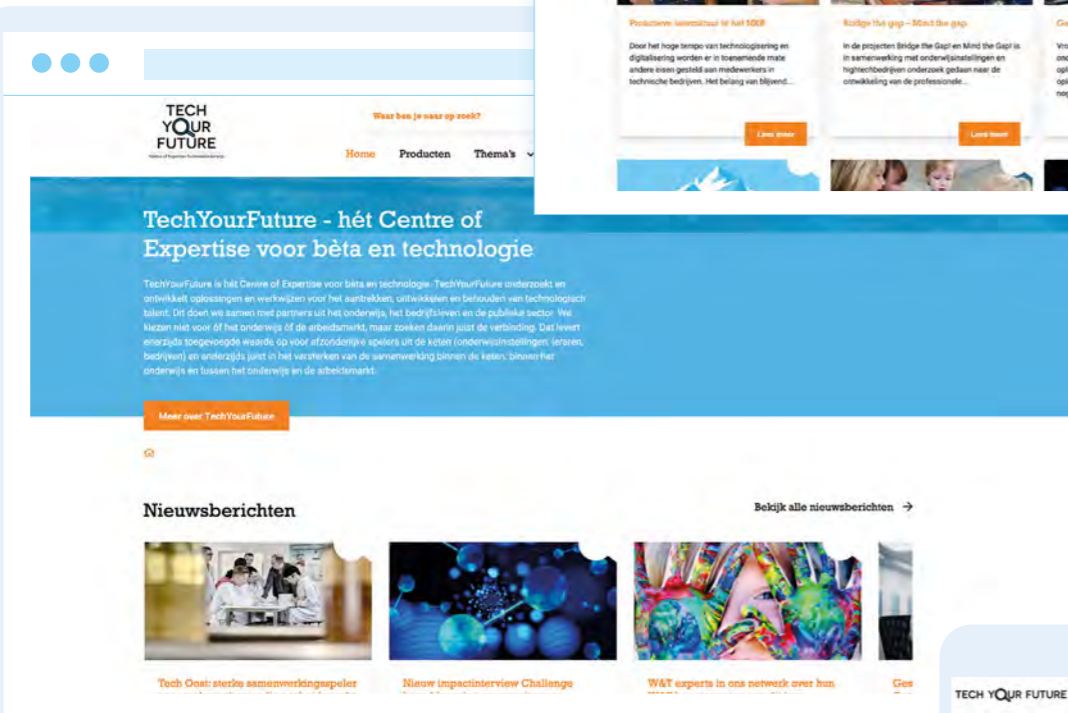 TECH
YOUR
FUTURE
Waar ben je naar op zoek?
Home Producten Thema's
TechYourFuture - hét Centre of
Expertise voor bèta en technologie
TechYourFuture is hét Centre of Expertise voor bèta en technologie. TechYourFuture onderzoekt en
ontwikkelt oplossingen en werkwijzen voor het aantrekken, ontwikkelen en behouden van technologisch
talent. Dit doen we samen met partners uit het onderwijs, het bedrijfsleven en de publieke sector. We
kiezen niet voor óf het onderwijs óf de arbeidsmarkt, maar zoeken daarin juist de verbinding. Dat levert
enerzijds toegevoegde waarde op voor afzonderlijke spelers uit de keten (onderwijsinstellingen, leraren,
bedrijven) en anderzijds juist in het versterken van de samenwerking binnen de keten: binnen het
onderwijs en tussen het onderwijs en de arbeidsmarkt.
Meer over TechYourFuture
Nieuwsberichten
Bekijk alle nieuwsberichten →
Tech Oost: sterke samenwerkingsspeler
Nieuw impactinterview Challenge
W&T experts in ons netwerk over hun
Ges
Door het hoge tempo van technologisering en
digitalisering worden er in toenemende mate
andere eisen gesteld aan medewerkers in
technische bedrijven. Het belang van blijvend...
Lees meer
Bridge the gap – Mind the gap
In de projecten Bridge the Gap! en Mind the Gap! is
in samenwerking met onderwijsinstellingen en
hightechbedrijven onderzoek gedaan naar de
ontwikkeling van de professionele...
Lees meer
TECH YOUR FUTURE